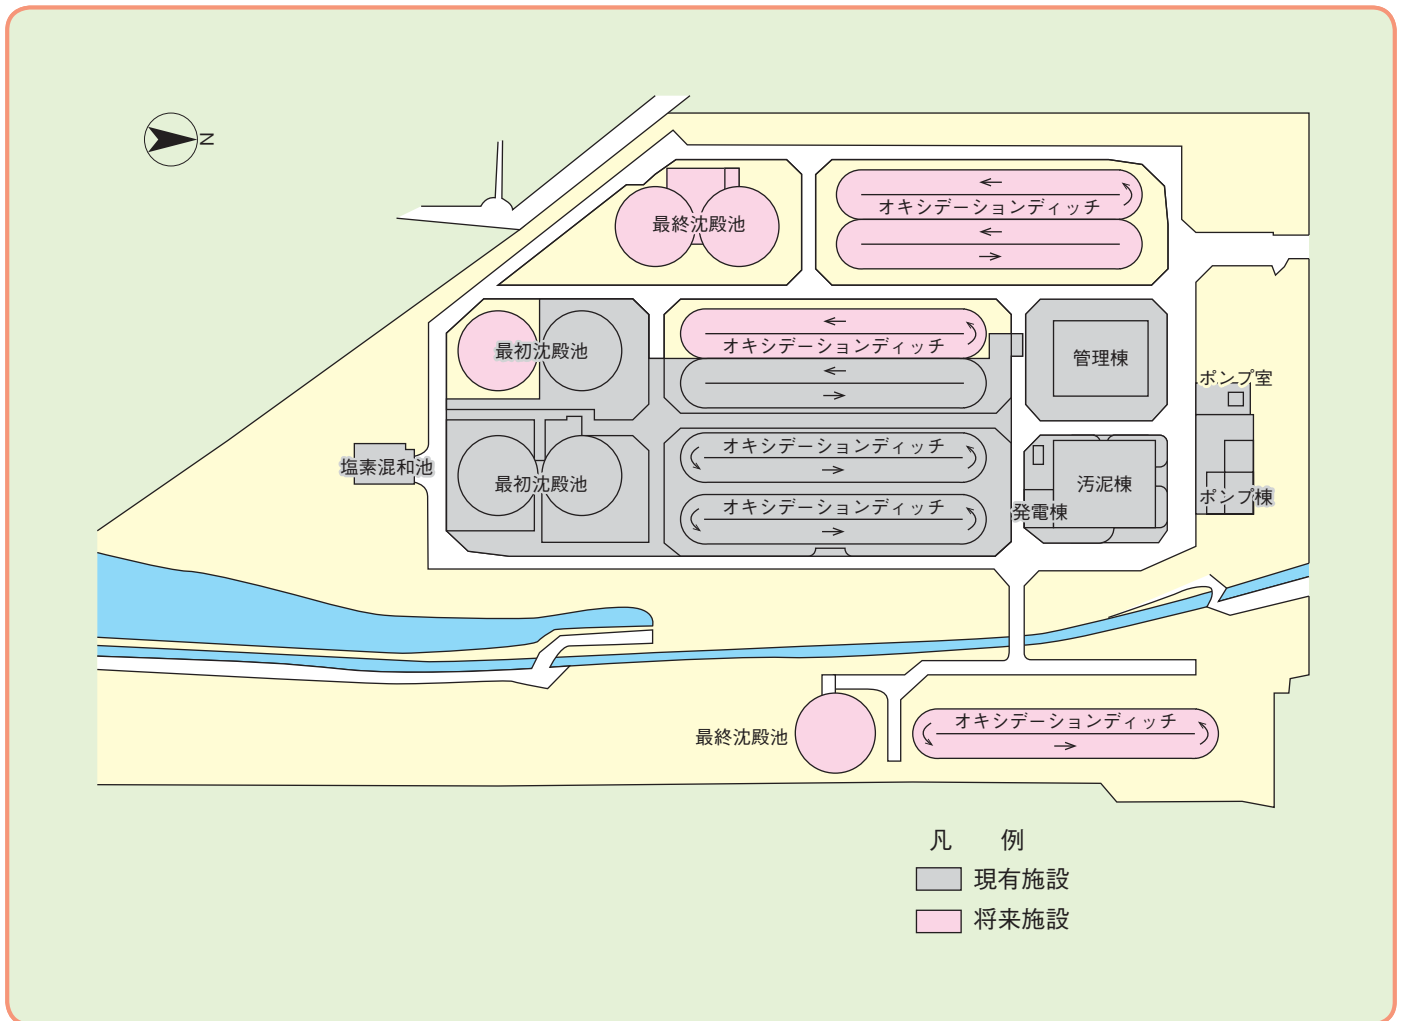 N
最終沈殿池
オキシデーションディッチ
最初沈殿池
オキシデーションディッチ
管理棟
ポンプ室
塩素混和池
最初沈殿池
オキシデーションディッチ
汚泥棟
ポンプ棟
オキシデーションディッチ
発電棟
最終沈殿池
オキシデーションディッチ
凡　例
現有施設
将来施設